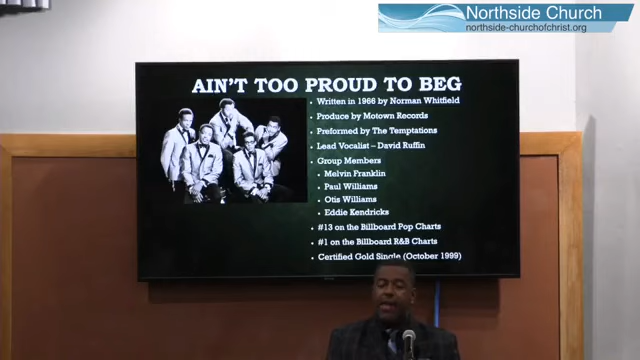 Northside Church
northside-churchofchrist.org
AIN'T TOO PROUD TO BEG
Written in 1966 by Norman Whitfield
Produce by Motown Records
Preformed by The Temptations
Lead Vocalist – David Ruffin
Group Members
Melvin Franklin
Paul Williams
Otis Williams
Eddie Kendricks
#13 on the Billboard Pop Charts
#1 on the Billboard R&B Charts
Certified Gold Single (October 1999)